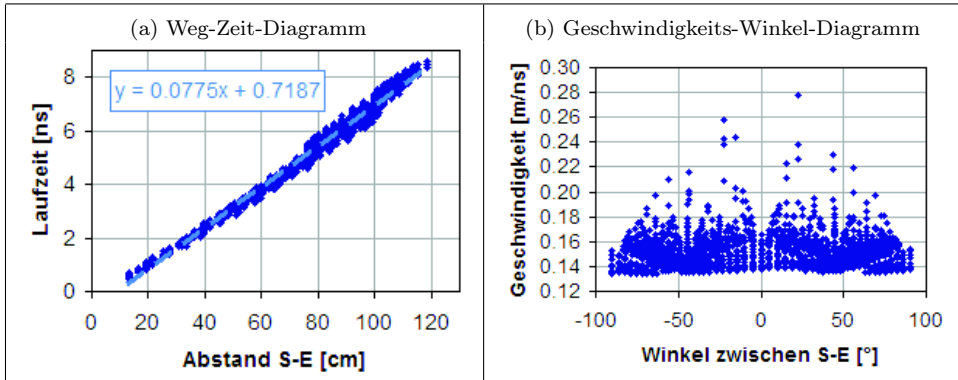 (a) Weg-Zeit-Diagramm
y = 0.0775x + 0.7187
Laufzeit [ns]
8
6
4
2
0
0 20 40 60 80 100 120
Abstand S-E [cm]
(b) Geschwindigkeits-Winkel-Diagramm
Geschwindigkeit [m/ns]
0.30
0.28
0.26
0.24
0.22
0.20
0.18
0.16
0.14
0.12
-100 -50 0 50 100
Winkel zwischen S-E [°]